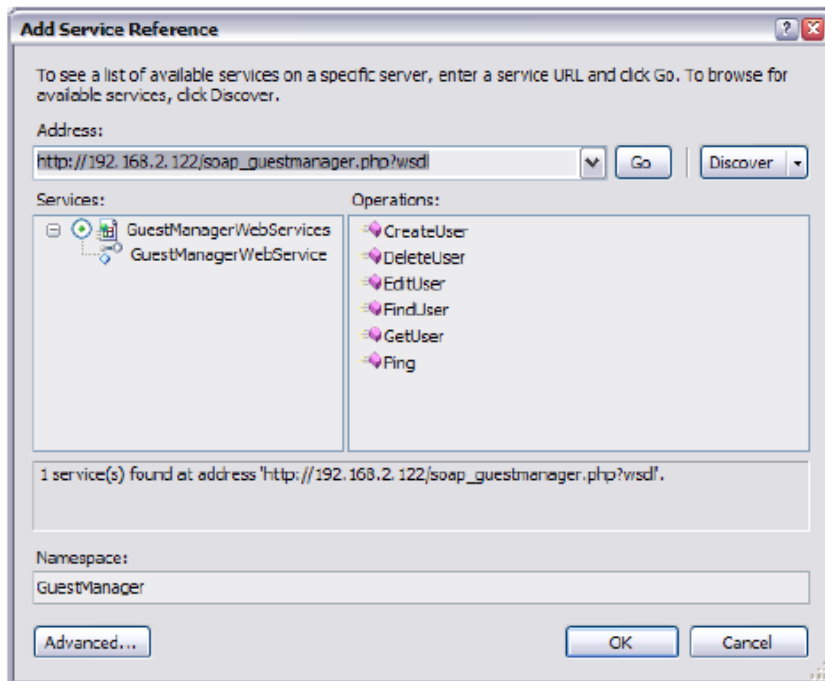 Add Service Reference
To see a list of available services on a specific server, enter a service URL and click Go. To browse for
available services, click Discover.
Address:
http://192.168.2.122/soap_guestmanager.php?wsdl
Go
Discover
Services:
GuestManagerWebServices
GuestManagerWebService
Operations:
CreateUser
DeleteUser
EditUser
FindUser
GetUser
Ping
1 service(s) found at address 'http://192.168.2.122/soap_guestmanager.php?wsdl'.
Namespace:
GuestManager
Advanced...
OK
Cancel